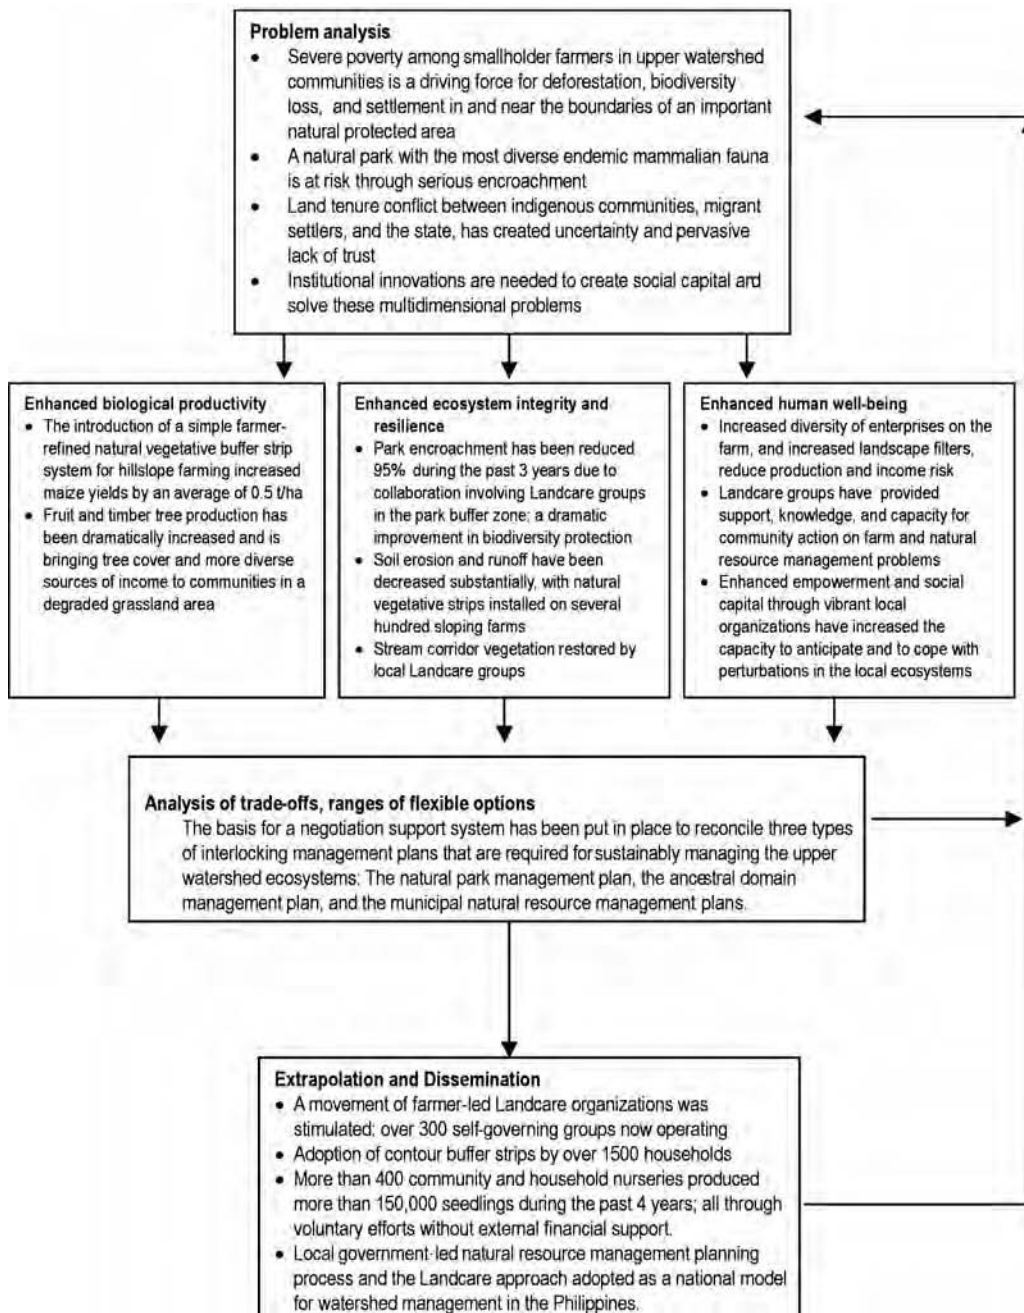 Problem analysis
• Severe poverty among smallholder farmers in upper watershed
communities is a driving force for deforestation, biodiversity
loss, and settlement in and near the boundaries of an important
natural protected area
• A natural park with the most diverse endemic mammalian fauna
is at risk through serious encroachment
• Land tenure conflict between indigenous communities, migrant
settlers, and the state, has created uncertainty and pervasive
lack of trust
• Institutional innovations are needed to create social capital and
solve these multidimensional problems
Enhanced biological productivity
• The introduction of a simple farmer-
refined natural vegetative buffer strip
system for hillslope farming increased
maize yields by an average of 0.5 t/ha
• Fruit and timber tree production has
been dramatically increased and is
bringing tree cover and more diverse
sources of income to communities in a
degraded grassland area
Enhanced ecosystem integrity and
resilience
• Park encroachment has been reduced
95% during the past 3 years due to
collaboration involving Landcare groups
in the park buffer zone; a dramatic
improvement in biodiversity protection
• Soil erosion and runoff have been
decreased substantially, with natural
vegetative strips installed on several
hundred sloping farms
• Stream corridor vegetation restored by
local Landcare groups
Enhanced human well-being
• Increased diversity of enterprises on the
farm, and increased landscape filters,
reduce production and income risk
• Landcare groups have provided
support, knowledge, and capacity for
community action on farm and natural
resource management problems
• Enhanced empowerment and social
capital through vibrant local
organizations have increased the
capacity to anticipate and to cope with
perturbations in the local ecosystems
Analysis of trade-offs, ranges of flexible options
The basis for a negotiation support system has been put in place to reconcile three types
of interlocking management plans that are required for sustainably managing the upper
watershed ecosystems: The natural park management plan, the ancestral domain
management plan, and the municipal natural resource management plans.
Extrapolation and Dissemination
• A movement of farmer-led Landcare organizations was
stimulated: over 300 self-governing groups now operating
• Adoption of contour buffer strips by over 1500 households
• More than 400 community and household nurseries produced
more than 150,000 seedlings during the past 4 years; all through
voluntary efforts without external financial support.
• Local government-led natural resource management planning
process and the Landcare approach adopted as a national model
for watershed management in the Philippines.